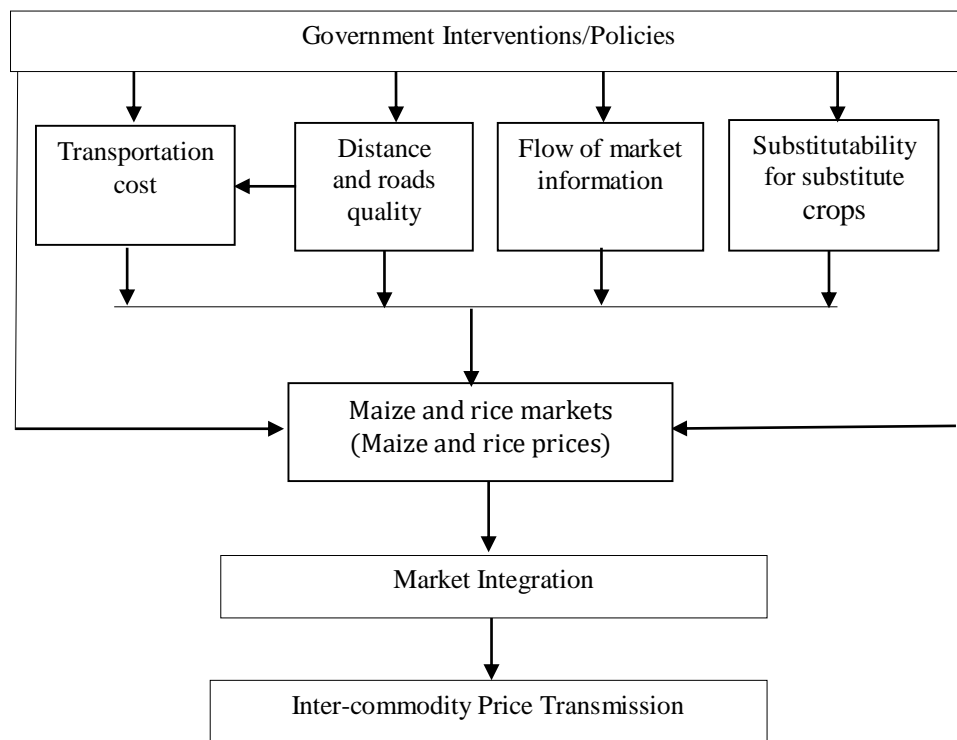 Government Interventions/Policies
Transportation
cost
Distance
and roads
quality
Flow of market
information
Substitutability
for substitute
crops
Maize and rice markets
(Maize and rice prices)
Market Integration
Inter-commodity Price Transmission